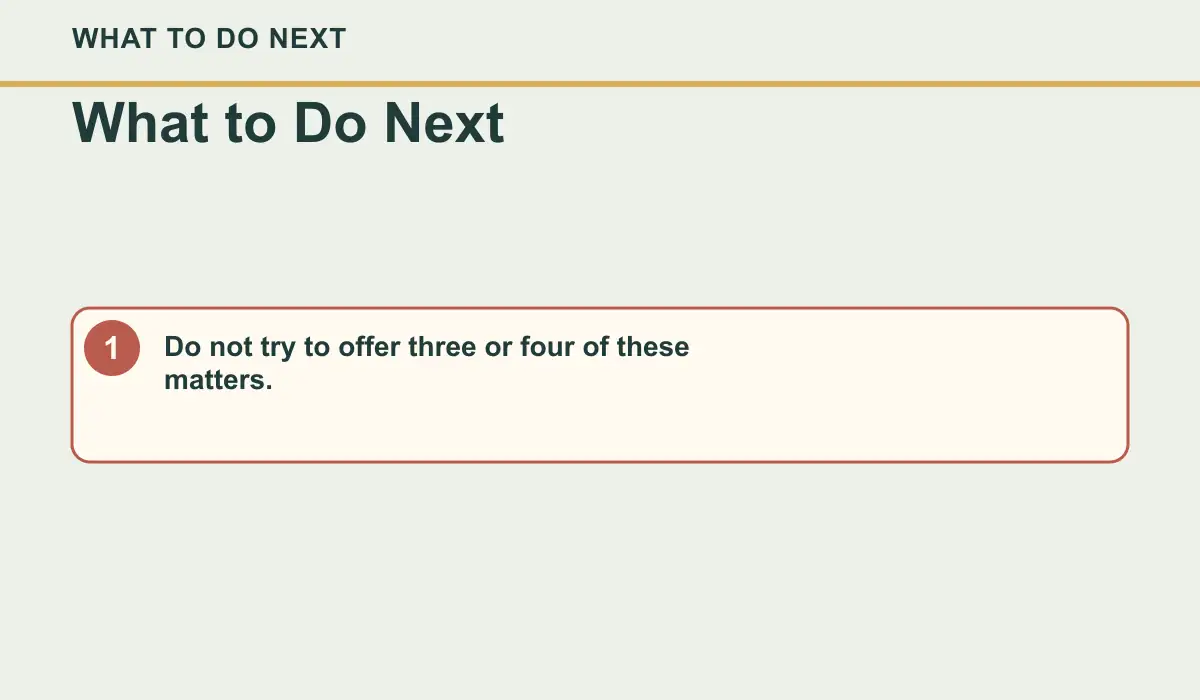 WHAT TO DO NEXT
What to Do Next
1
Do not try to offer three or four of these
matters.